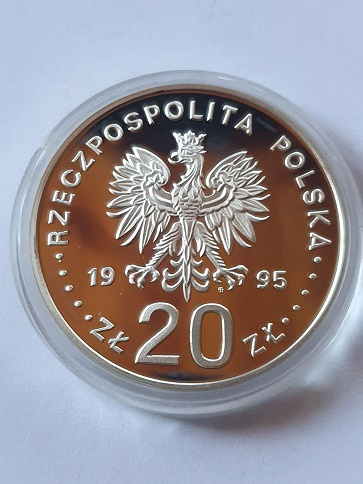 RZECZPOSPOLITA POLSKA
19 95
ZŁ 20 ZŁ